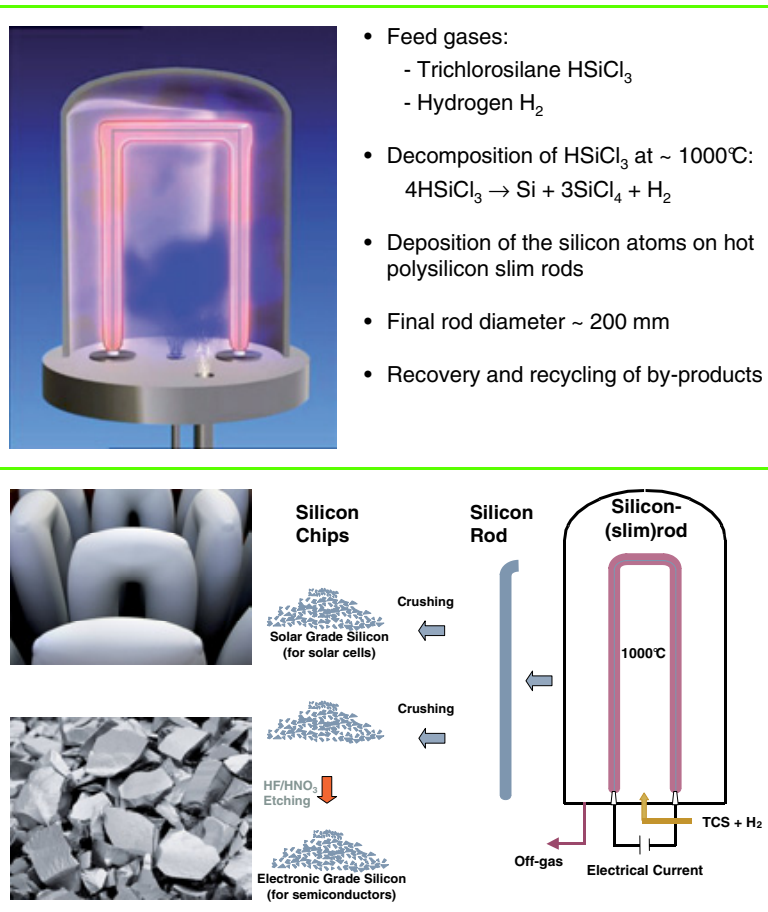 • Feed gases:
- Trichlorosilane HSiCl₃
- Hydrogen H₂
• Decomposition of HSiCl₃ at ~ 1000°C:
4HSiCl₃ → Si + 3SiCl₄ + H₂
• Deposition of the silicon atoms on hot
polysilicon slim rods
• Final rod diameter ~ 200 mm
• Recovery and recycling of by-products
Silicon
Chips
Silicon
Rod
Silicon-
(slim)rod
Crushing
Solar Grade Silicon
(for solar cells)
1000°C
Crushing
HF/HNO₃
Etching
TCS + H₂
Off-gas
Electrical Current
Electronic Grade Silicon
(for semiconductors)